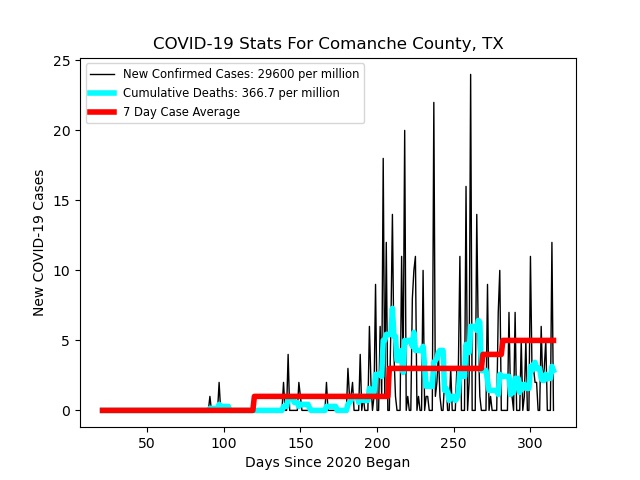 COVID-19 Stats For Comanche County, TX
New Confirmed Cases: 29600 per million
Cumulative Deaths: 366.7 per million
7 Day Case Average
New COVID-19 Cases
25
20
15
10
5
0
50 100 150 200 250 300
Days Since 2020 Began